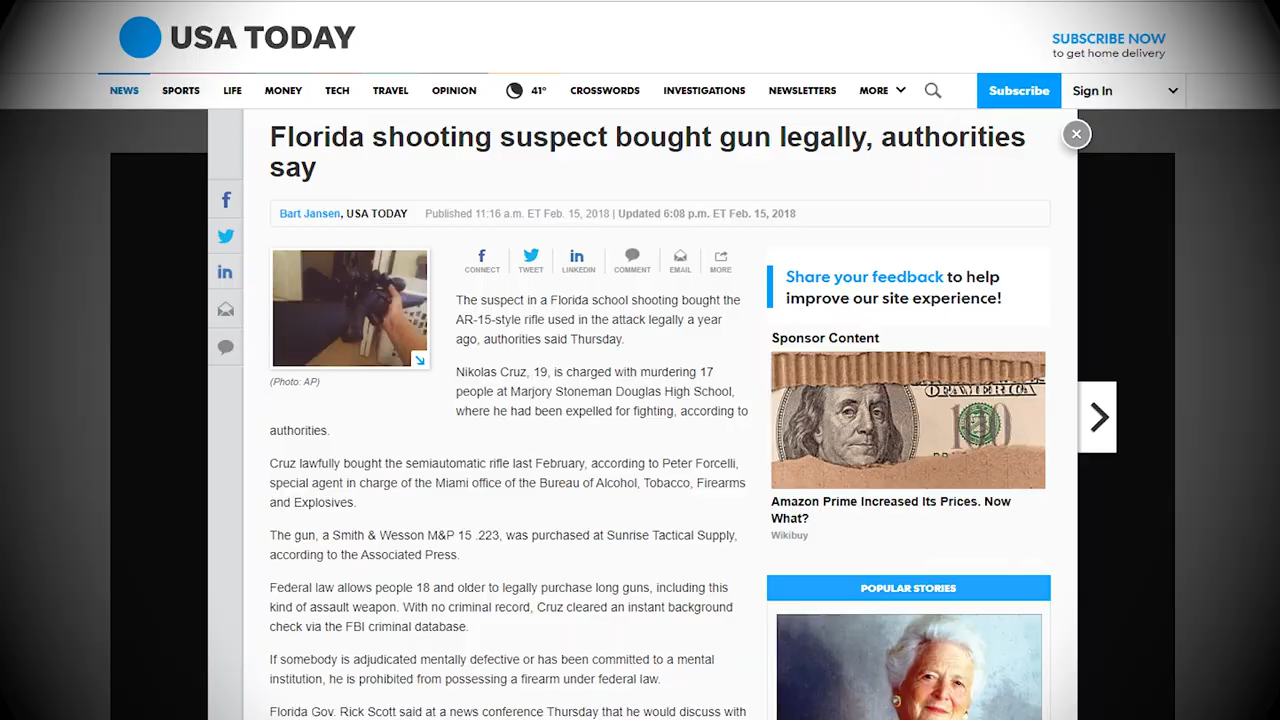 USA TODAY
SUBSCRIBE NOW
to get home delivery
NEWS SPORTS LIFE MONEY TECH TRAVEL OPINION 41° CROSSWORDS INVESTIGATIONS NEWSLETTERS MORE Subscribe Sign In
Florida shooting suspect bought gun legally, authorities
say
Bart Jansen, USA TODAY Published 11:16 a.m. ET Feb. 15, 2018 | Updated 6:08 p.m. ET Feb. 15, 2018
(Photo: AP)
CONNECT TWEET LINKEDIN COMMENT EMAIL MORE
The suspect in a Florida school shooting bought the
AR-15-style rifle used in the attack legally a year
ago, authorities said Thursday.
Nikolas Cruz, 19, is charged with murdering 17
people at Marjory Stoneman Douglas High School,
where he had been expelled for fighting, according to
authorities.
Cruz lawfully bought the semiautomatic rifle last February, according to Peter Forcelli,
special agent in charge of the Miami office of the Bureau of Alcohol, Tobacco, Firearms
and Explosives.
The gun, a Smith & Wesson M&P 15 .223, was purchased at Sunrise Tactical Supply,
according to the Associated Press.
Federal law allows people 18 and older to legally purchase long guns, including this
kind of assault weapon. With no criminal record, Cruz cleared an instant background
check via the FBI criminal database.
If somebody is adjudicated mentally defective or has been committed to a mental
institution, he is prohibited from possessing a firearm under federal law.
Florida Gov. Rick Scott said at a news conference Thursday that he would discuss with
Share your feedback to help
improve our site experience!
Sponsor Content
OF AMERICA
100
Amazon Prime Increased Its Prices. Now
What?
Wikibuy
POPULAR STORIES